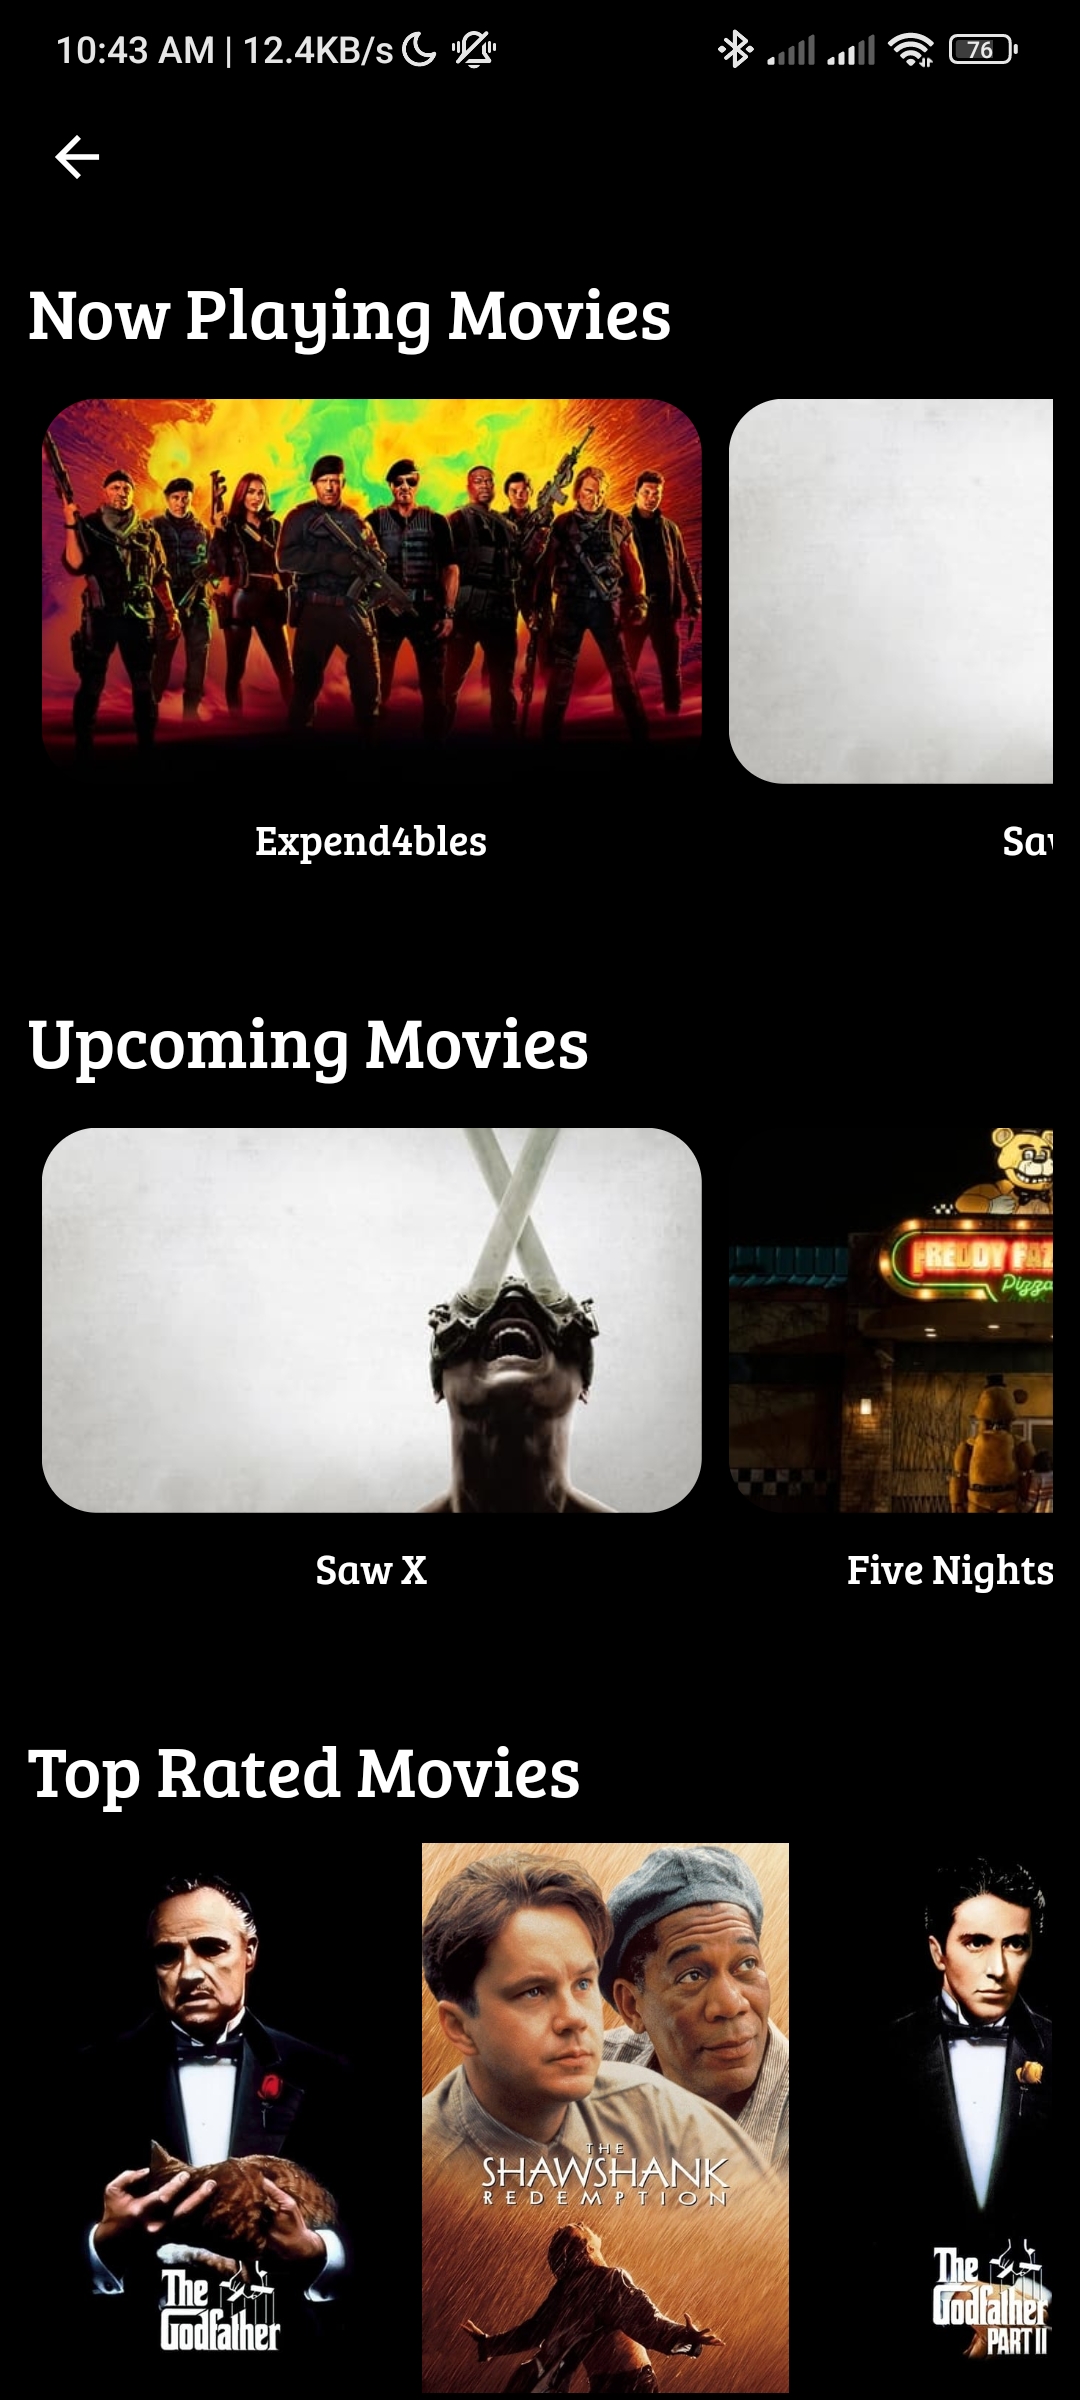 10:43 AM | 12.4KB/s
76
Now Playing Movies
Expend4bles
Saw
Upcoming Movies
FREDDY FAZ
Pizza
Saw X
Five Nights
Top Rated Movies
THE
SHAWSHANK
REDEMPTION
The
Godfather
The
Godfather
PART II